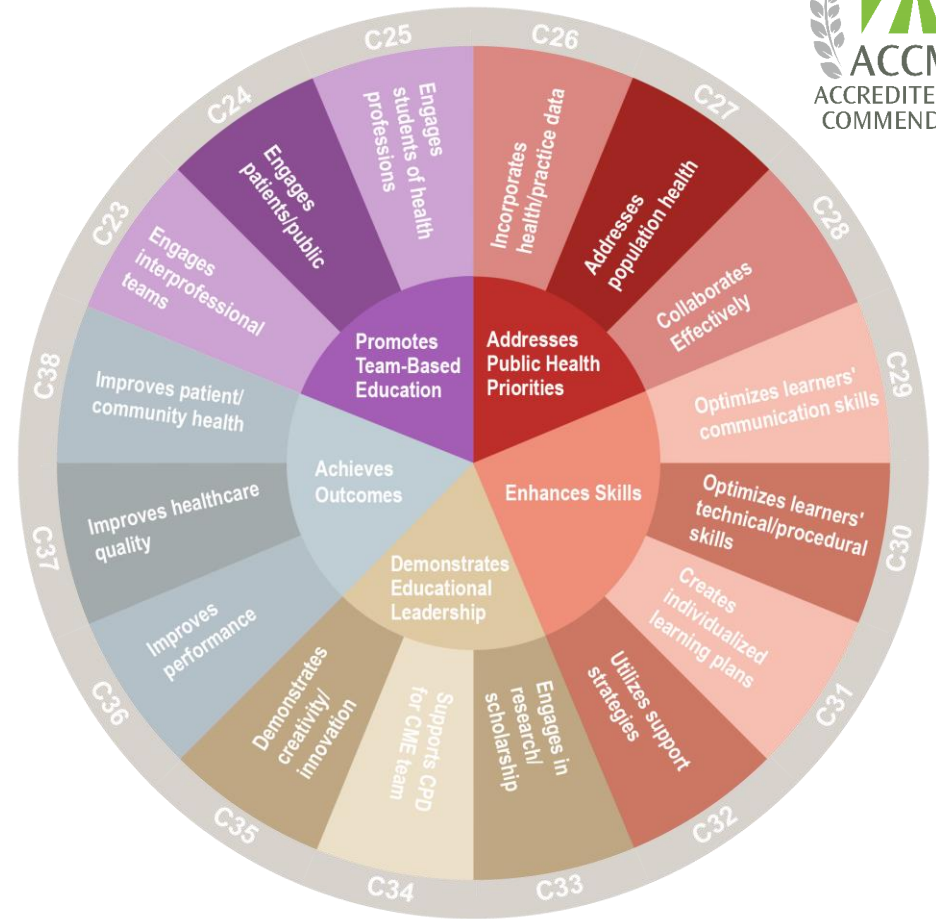 C23
Engages
interprofessional
teams
C24
Engages
patients/public
C25
Engages
students of health
professions
C26
Incorporates
health/practice data
C27
Addresses
population health
C28
Collaborates
Effectively
C29
Optimizes learners'
communication skills
C30
Optimizes learners'
technical/procedural
skills
C31
Creates
individualized
learning plans
C32
Utilizes support
strategies
C33
Engages in
research/
scholarship
C34
Supports CPD
for CME team
C35
Demonstrates
creativity/
innovation
C36
Improves
performance
C37
Improves healthcare
quality
C38
Improves patient/
community health
Promotes
Team-Based
Education
Addresses
Public Health
Priorities
Enhances Skills
Demonstrates
Educational
Leadership
Achieves
Outcomes
ACCM
ACCREDITE
COMMEND